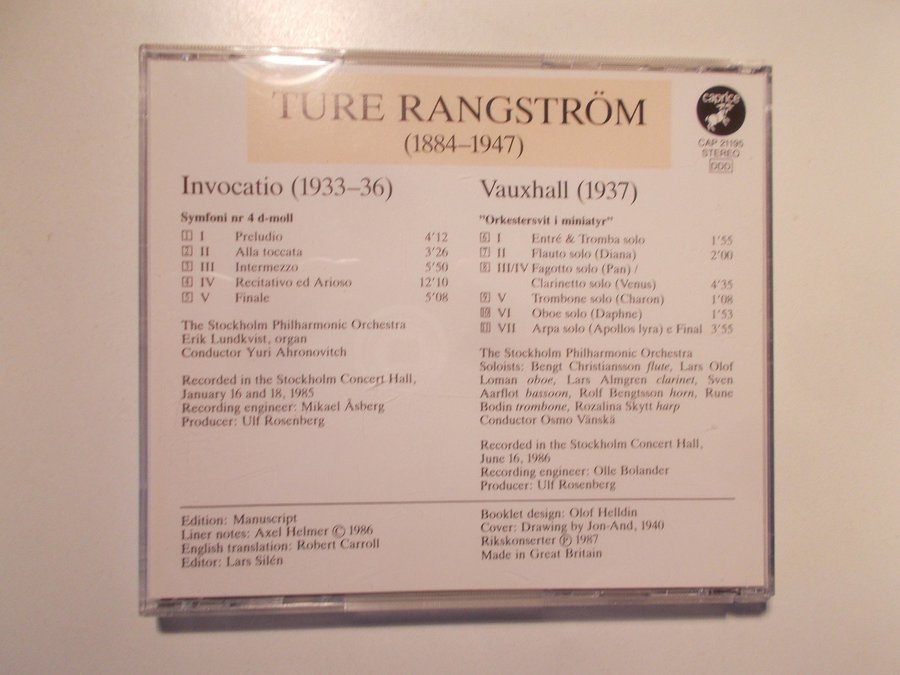 TURE RANGSTRÖM
(1884–1947)
caprice
CAP 21195
STEREO
DDD
Invocatio (1933–36)
Symfoni nr 4 d-moll
1 I Preludio 4'12
2 II Alla toccata 3'26
3 III Intermezzo 5'50
4 IV Recitativo ed Arioso 12'10
5 V Finale 5'08
The Stockholm Philharmonic Orchestra
Erik Lundkvist, organ
Conductor Yuri Ahronovitch
Recorded in the Stockholm Concert Hall,
January 16 and 18, 1985
Recording engineer: Mikael Åsberg
Producer: Ulf Rosenberg
Vauxhall (1937)
"Orkestersvit i miniatyr"
6 I Entré & Tromba solo 1'55
7 II Flauto solo (Diana) 2'00
8 III/IV Fagotto solo (Pan) /
Clarinetto solo (Venus) 4'35
9 V Trombone solo (Charon) 1'08
10 VI Oboe solo (Daphne) 1'53
11 VII Arpa solo (Apollos lyra) e Final 3'55
The Stockholm Philharmonic Orchestra
Soloists: Bengt Christiansson flute, Lars Olof
Loman oboe, Lars Almgren clarinet, Sven
Aarflot bassoon, Rolf Bengtsson horn, Rune
Bodin trombone, Rozalina Skytt harp
Conductor Osmo Vänskä
Recorded in the Stockholm Concert Hall,
June 16, 1986
Recording engineer: Olle Bolander
Producer: Ulf Rosenberg
Edition: Manuscript
Liner notes: Axel Helmer © 1986
English translation: Robert Carroll
Editor: Lars Silén
Booklet design: Olof Helldin
Cover: Drawing by Jon-And, 1940
Rikskonserter ℗ 1987
Made in Great Britain